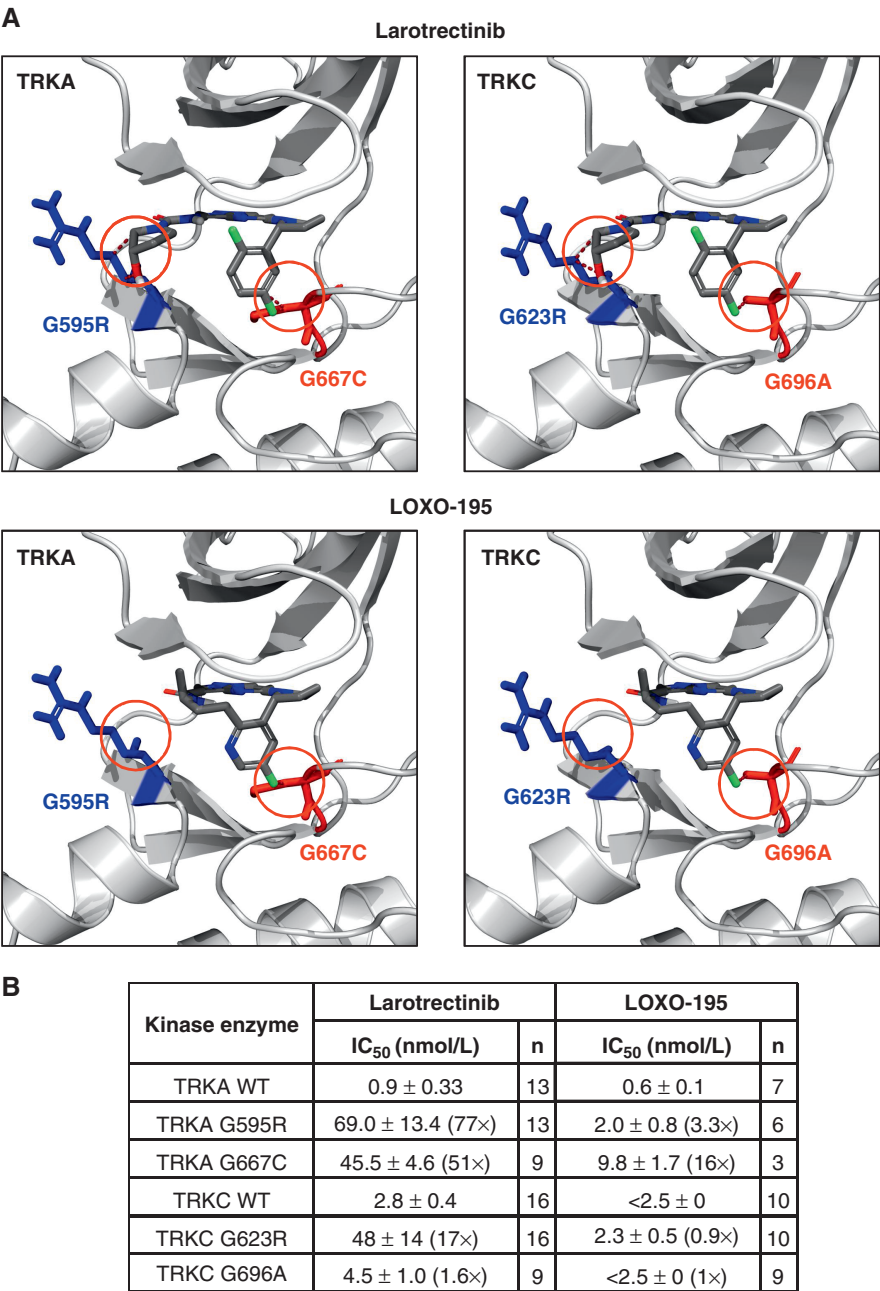 A
Larotrectinib
TRKA
TRKC
G595R
G667C
G623R
G696A
LOXO-195
TRKA
TRKC
G595R
G667C
G623R
G696A
B
Kinase enzyme Larotrectinib LOXO-195
IC50 (nmol/L) n IC50 (nmol/L) n
TRKA WT 0.9 ± 0.33 13 0.6 ± 0.1 7
TRKA G595R 69.0 ± 13.4 (77×) 13 2.0 ± 0.8 (3.3×) 6
TRKA G667C 45.5 ± 4.6 (51×) 9 9.8 ± 1.7 (16×) 3
TRKC WT 2.8 ± 0.4 16 <2.5 ± 0 10
TRKC G623R 48 ± 14 (17×) 16 2.3 ± 0.5 (0.9×) 10
TRKC G696A 4.5 ± 1.0 (1.6×) 9 <2.5 ± 0 (1×) 9